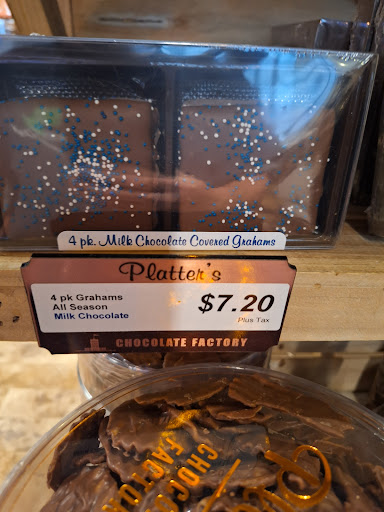 4 pk. Milk Chocolate Covered Grahams
Platter's
4 pk Grahams
All Season
Milk Chocolate
$7.20
Plus Tax
CHOCOLATE FACTORY
CHOCO